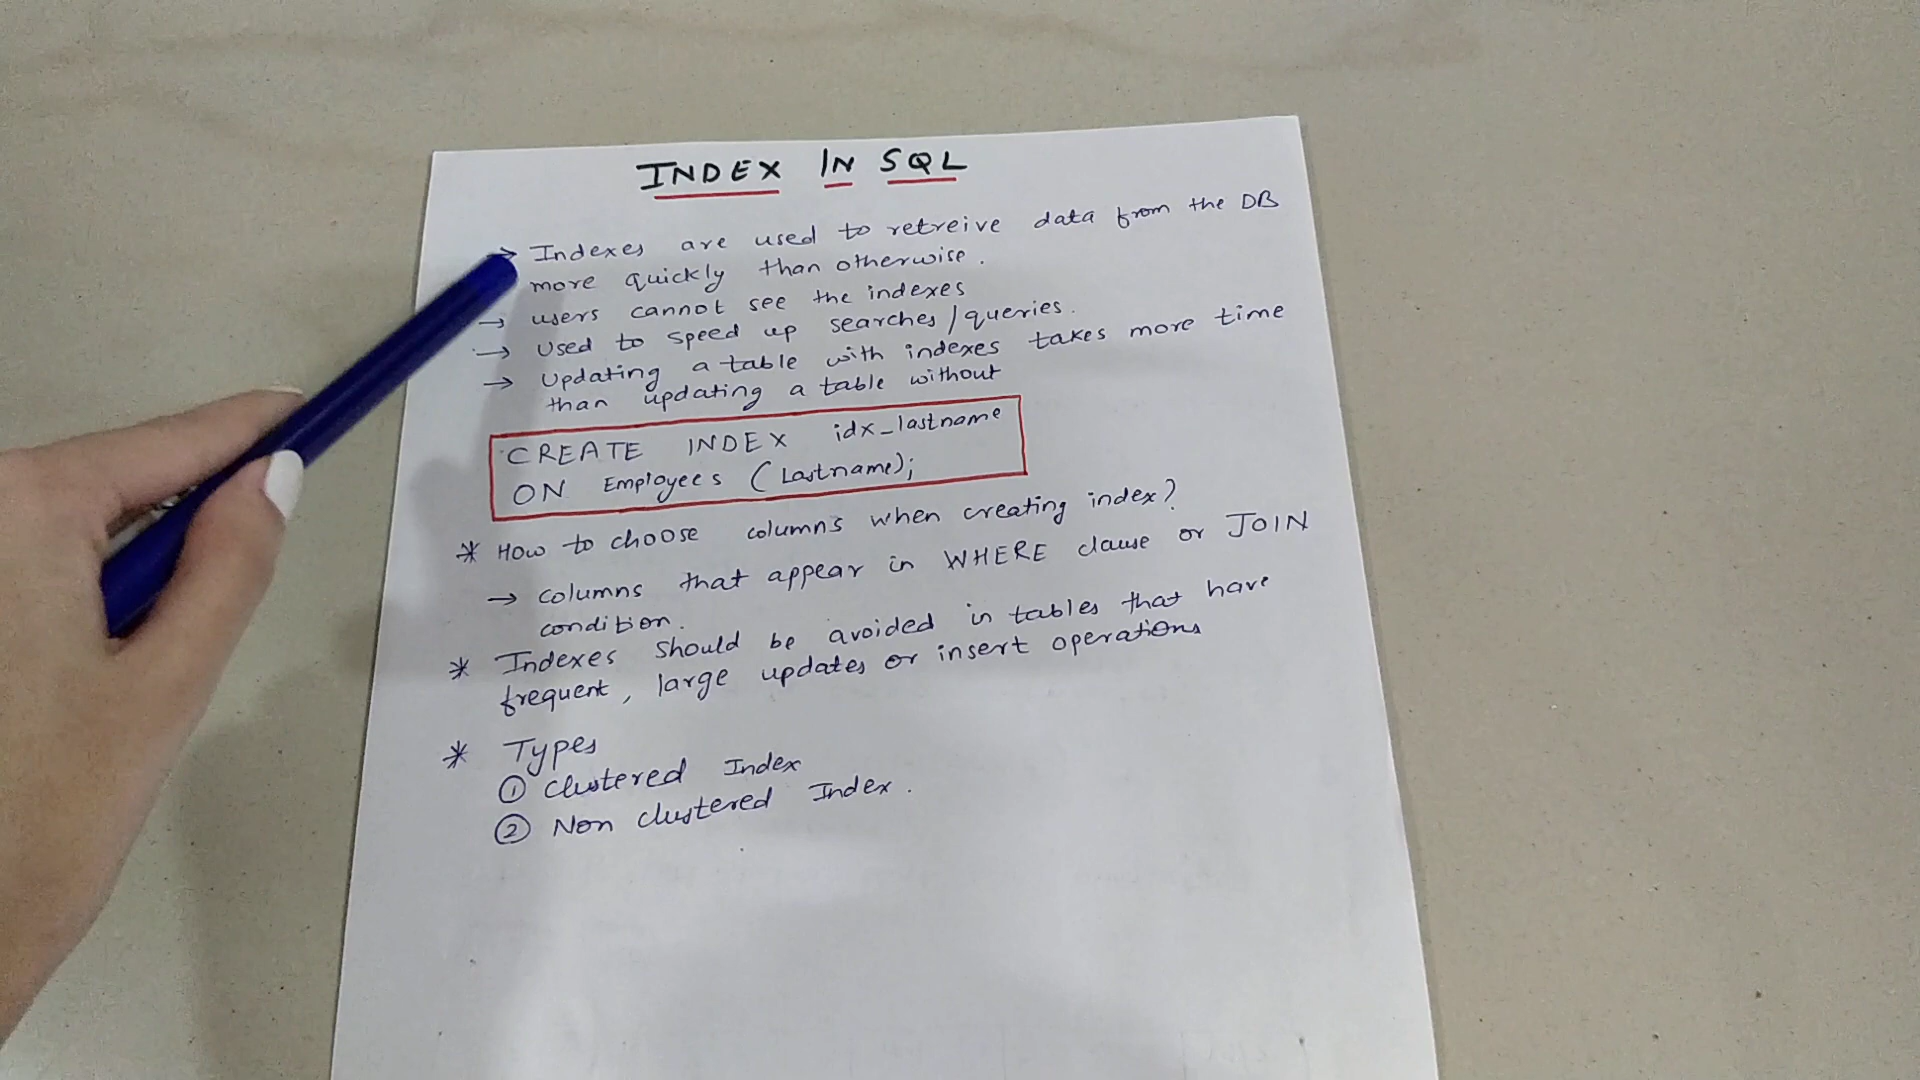 INDEX IN SQL
→ Indexes are used to retreive data from the DB
more quickly than otherwise.
→ users cannot see the indexes
→ Used to speed up searches/queries.
→ Updating a table with indexes takes more time
than updating a table without
CREATE INDEX idx_lastname
ON Employees (Lastname);
* How to choose columns when creating index?
→ columns that appear in WHERE clause or JOIN
condition.
* Indexes should be avoided in tables that have
frequent, large updates or insert operations
* Types
① Clustered Index
② Non clustered Index.